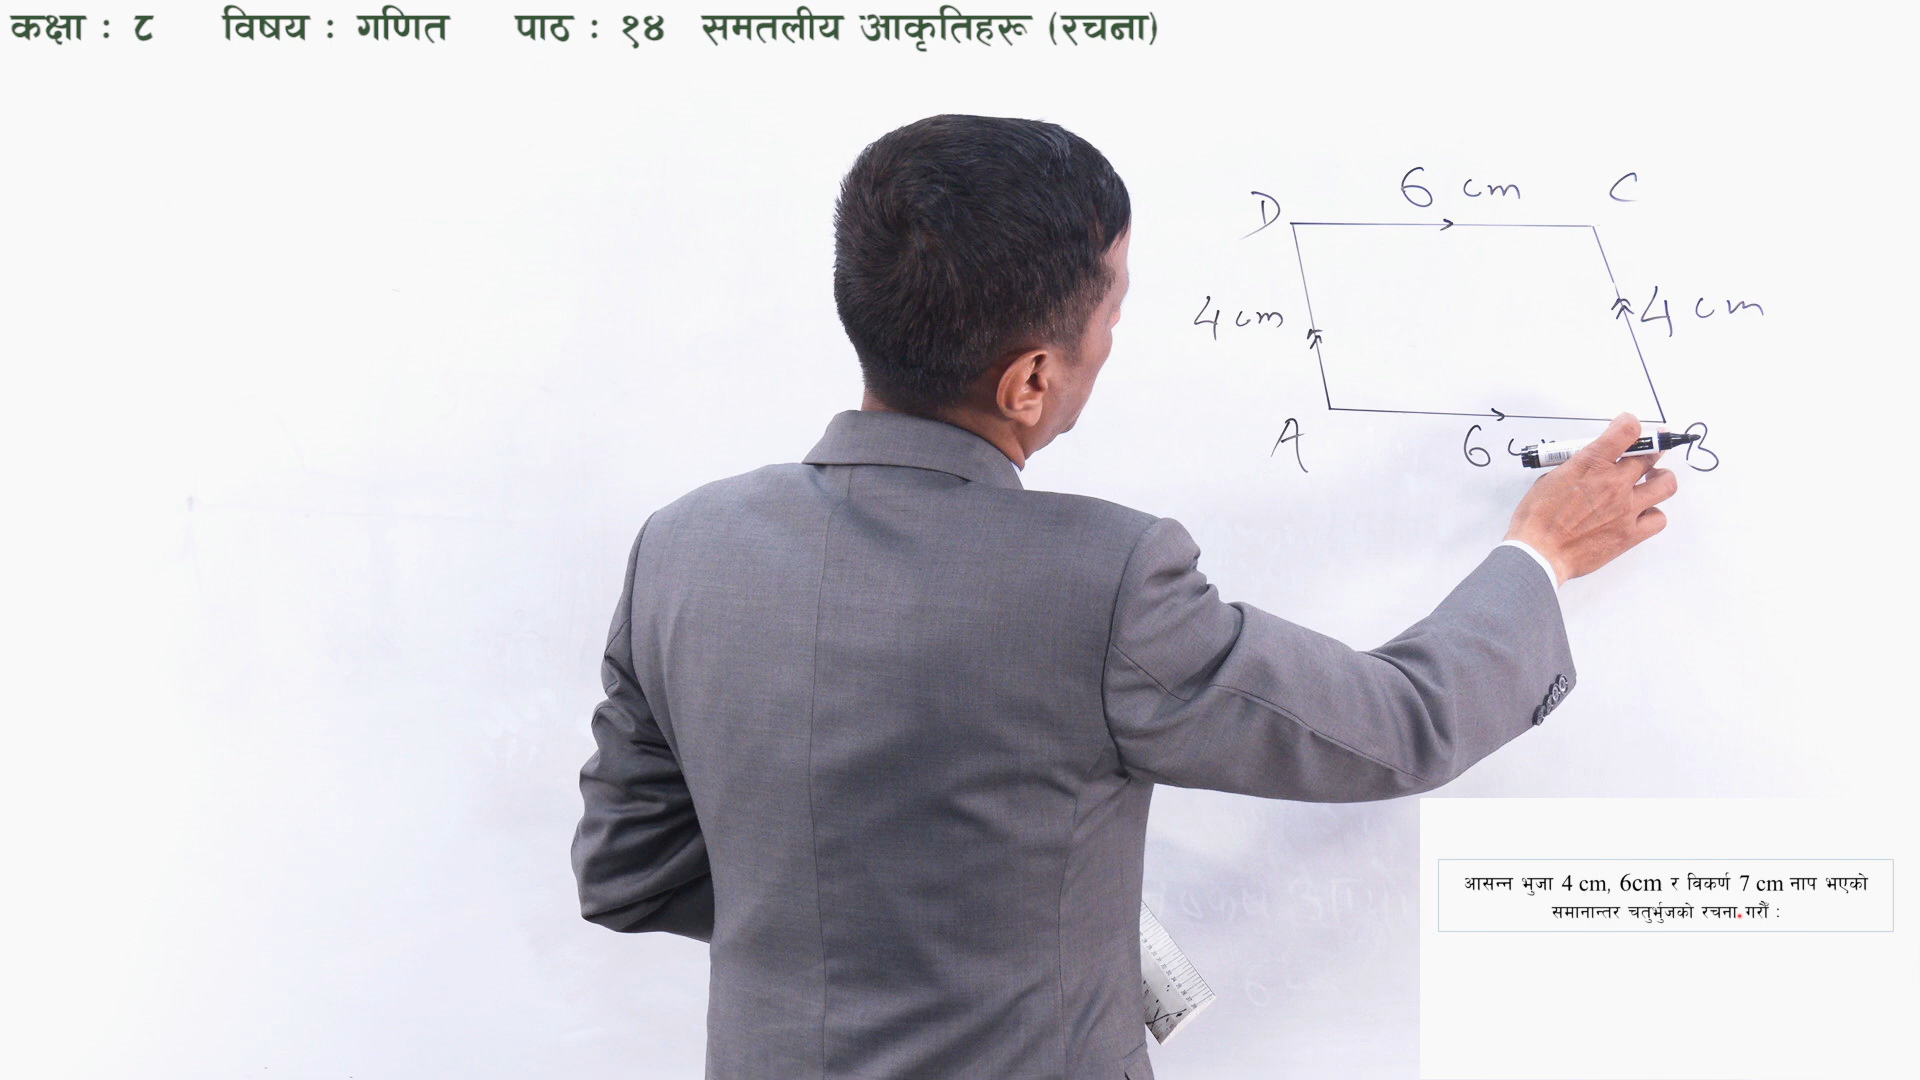 कक्षा : ८ विषय : गणित पाठ : १४ समतलीय आकृतिहरू (रचना)
D 6 cm C
4 cm 4 cm
A 6 B
आसन्न भुजा 4 cm, 6cm र विकर्ण 7 cm नाप भएको
समानान्तर चतुर्भुजको रचना गरौँ :